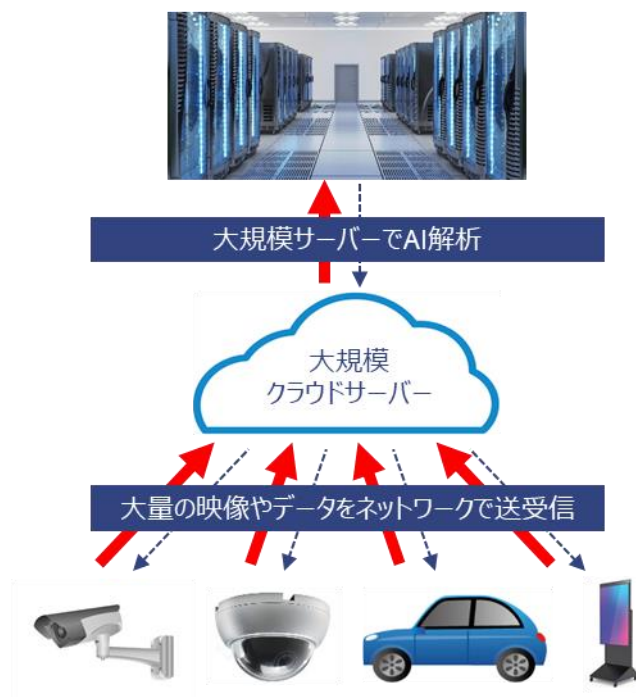 大規模サーバーでAI解析
大規模
クラウドサーバー
大量の映像やデータをネットワークで送受信